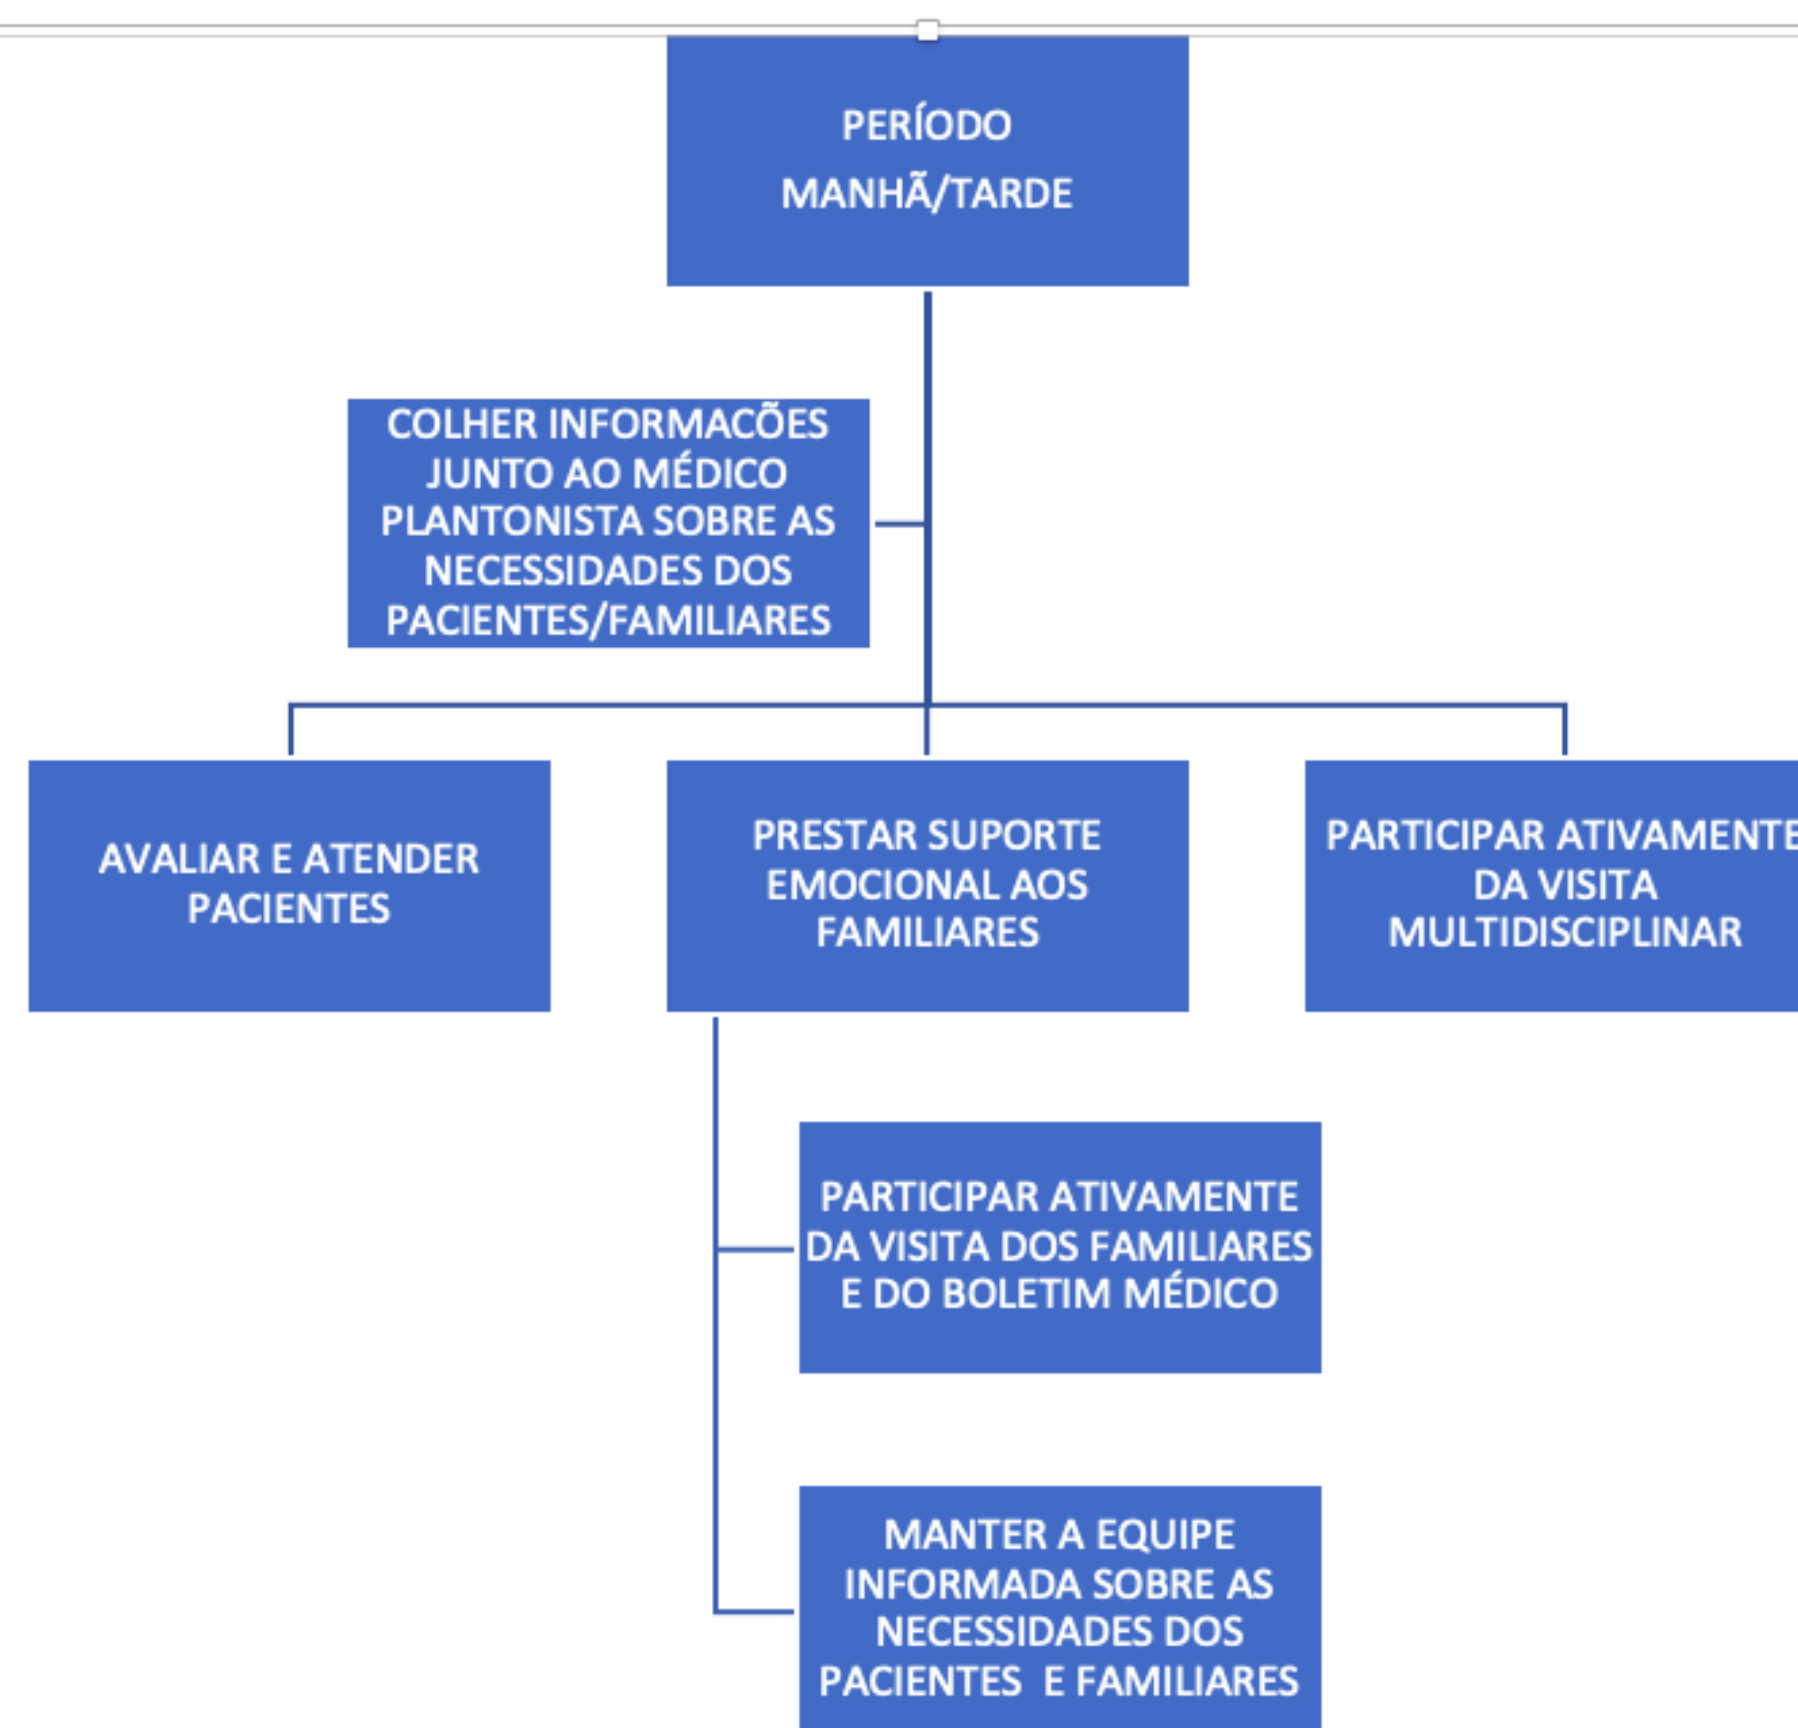 PERÍODO
MANHÃ/TARDE
COLHER INFORMACÕES
JUNTO AO MÉDICO
PLANTONISTA SOBRE AS
NECESSIDADES DOS
PACIENTES/FAMILIARES
AVALIAR E ATENDER
PACIENTES
PRESTAR SUPORTE
EMOCIONAL AOS
FAMILIARES
PARTICIPAR ATIVAMENTE
DA VISITA
MULTIDISCIPLINAR
PARTICIPAR ATIVAMENTE
DA VISITA DOS FAMILIARES
E DO BOLETIM MÉDICO
MANTER A EQUIPE
INFORMADA SOBRE AS
NECESSIDADES DOS
PACIENTES  E FAMILIARES